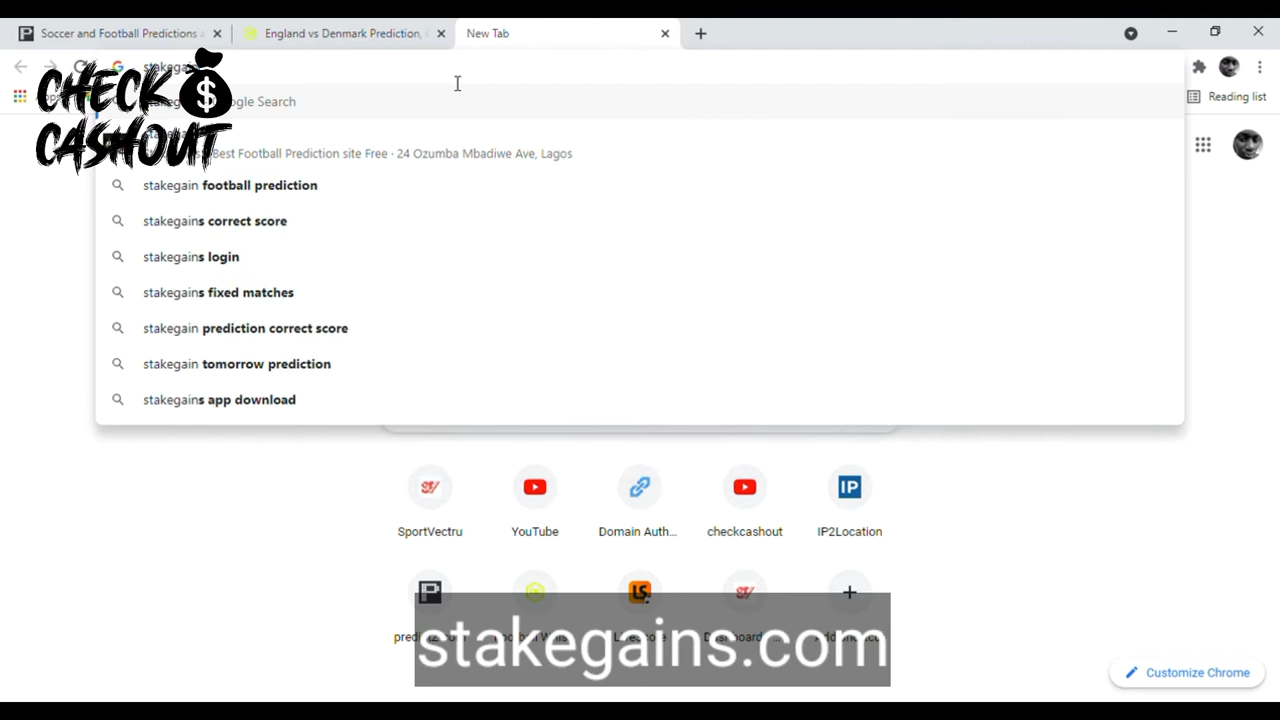 Soccer and Football Predictions
England vs Denmark Prediction,
New Tab
CHECK
CASHOUT
Reading list
Google Search
Best Football Prediction site Free · 24 Ozumba Mbadiwe Ave, Lagos
stakegain football prediction
stakegains correct score
stakegains login
stakegains fixed matches
stakegain prediction correct score
stakegain tomorrow prediction
stakegains app download
SportVectru
YouTube
Domain Auth...
checkcashout
IP2Location
stakegains.com
Customize Chrome